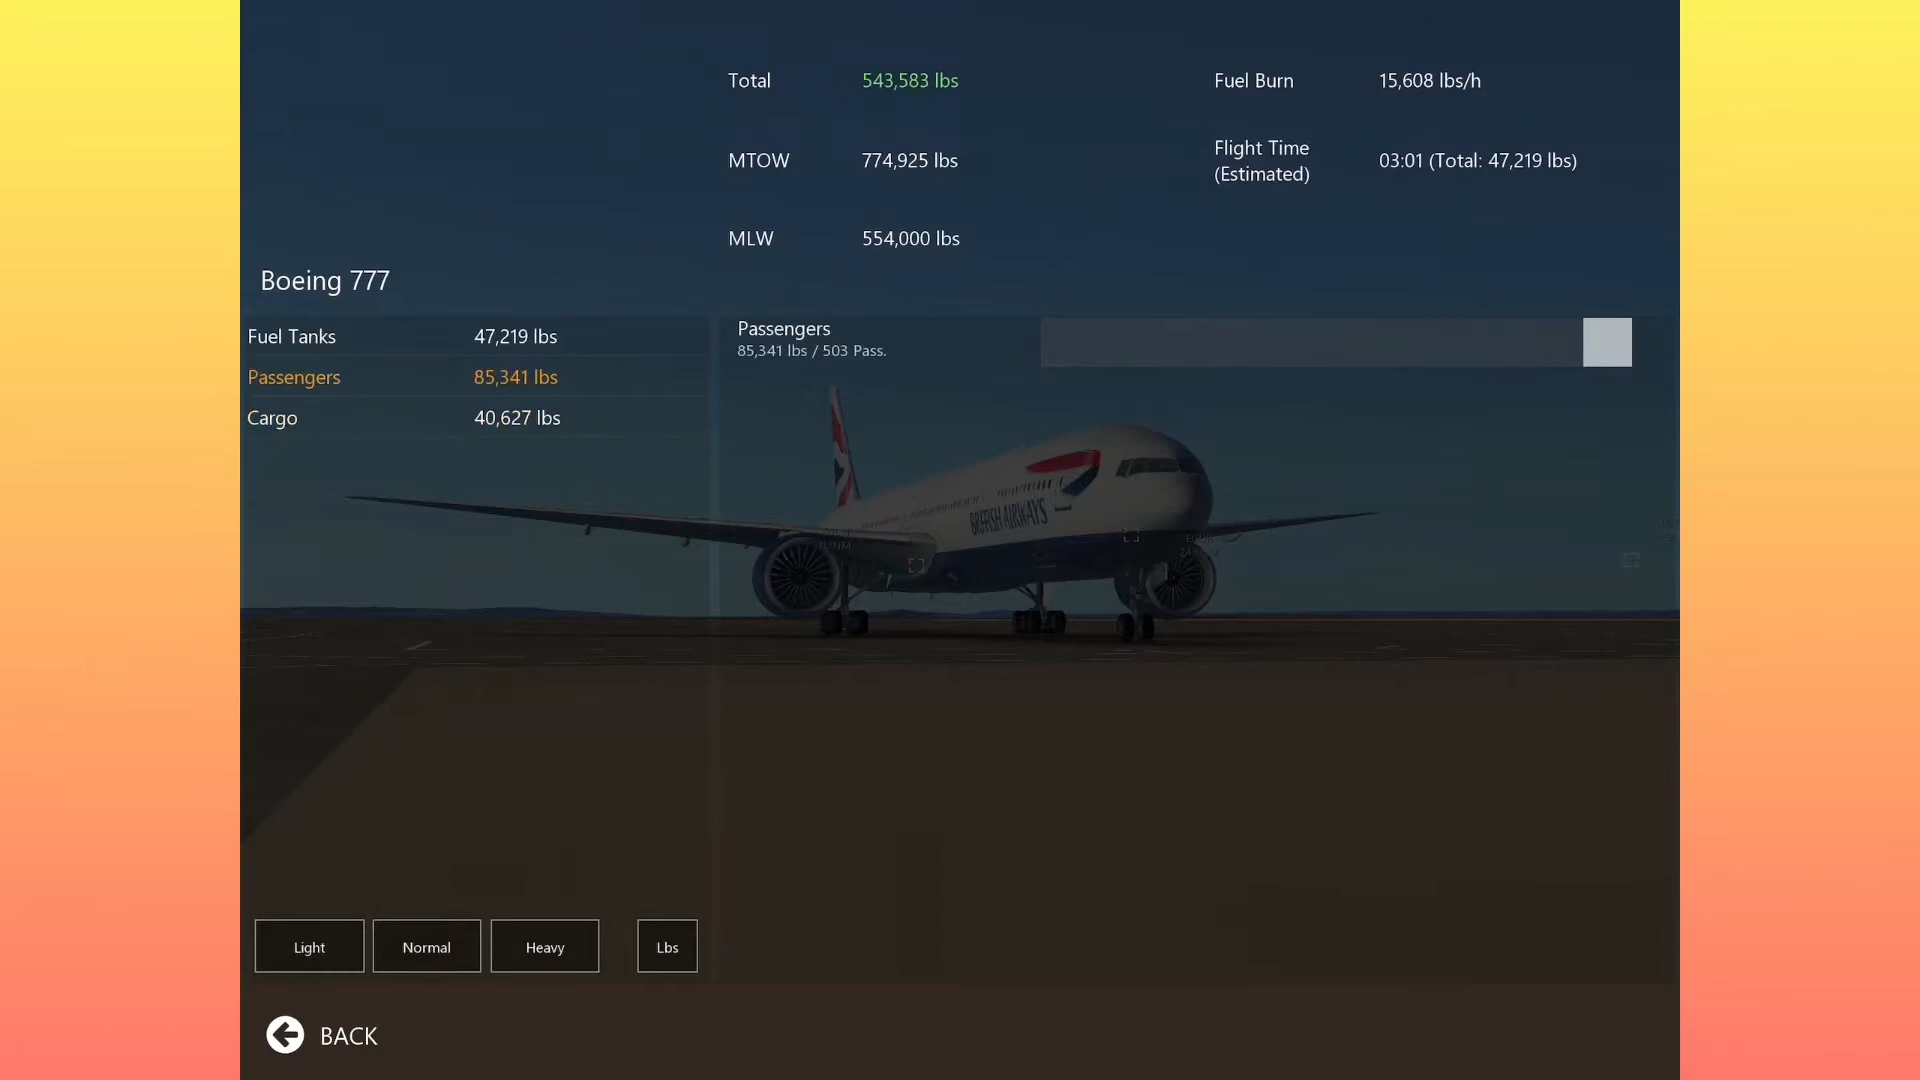 Total 543,583 lbs
Fuel Burn 15,608 lbs/h
MTOW 774,925 lbs
Flight Time
(Estimated)
03:01 (Total: 47,219 lbs)
MLW 554,000 lbs
Boeing 777
Fuel Tanks 47,219 lbs
Passengers 85,341 lbs
Cargo 40,627 lbs
Passengers
85,341 lbs / 503 Pass.
BRITISH AIRWAYS
Light
Normal
Heavy
Lbs
BACK